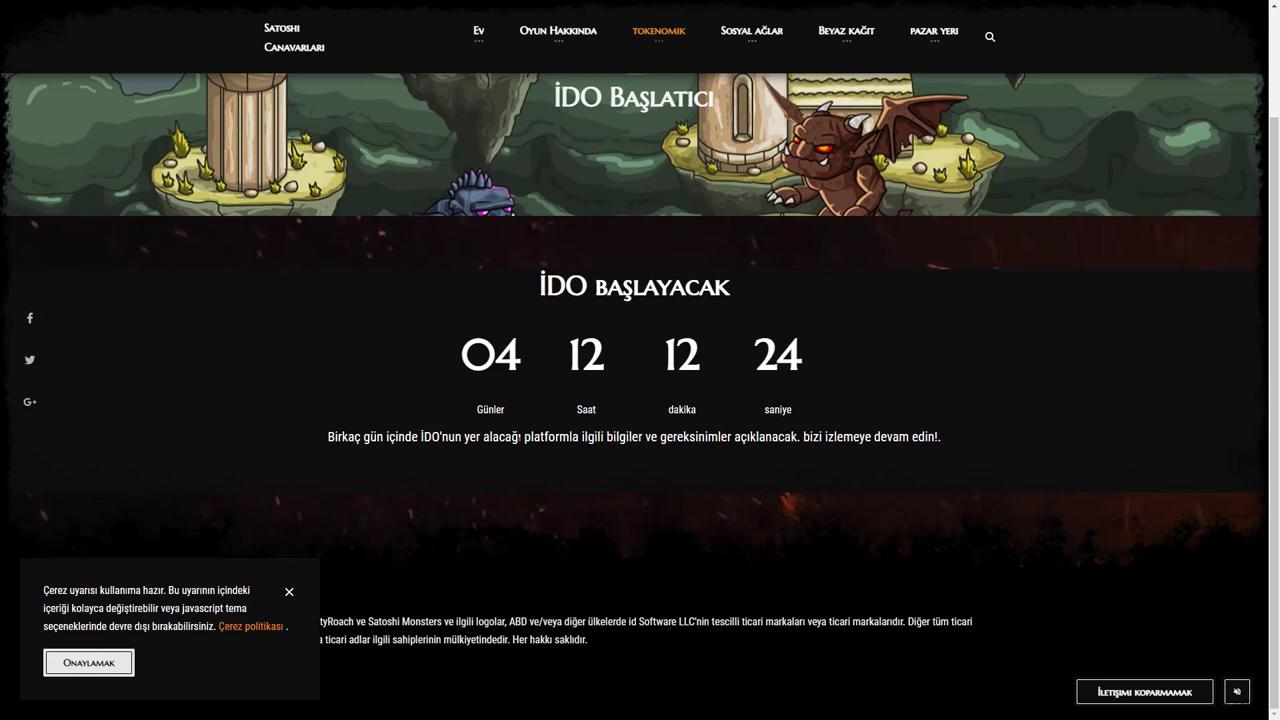 Satoshi
Canavarları
Ev
Oyun Hakkında
TOKENOMIK
Sosyal ağlar
Beyaz kağıt
pazar yeri
İDO Başlatıcı
İDO başlayacak
04 12 12 24
Günler Saat dakika saniye
Birkaç gün içinde İDO'nun yer alacağı platformla ilgili bilgiler ve gereksinimler açıklanacak. bizi izlemeye devam edin!.
Çerez uyarısı kullanıma hazır. Bu uyarının içindeki
içeriği kolayca değiştirebilir veya javascript tema
seçeneklerinde devre dışı bırakabilirsiniz. Çerez politikası .
Onaylamak
tyRoach ve Satoshi Monsters ve ilgili logolar, ABD ve/veya diğer ülkelerde id Software LLC'nin tescilli ticari markaları veya ticari markalarıdır. Diğer tüm ticari
ticari adlar ilgili sahiplerinin mülkiyetindedir. Her hakkı saklıdır.
İletişimi koparmamak